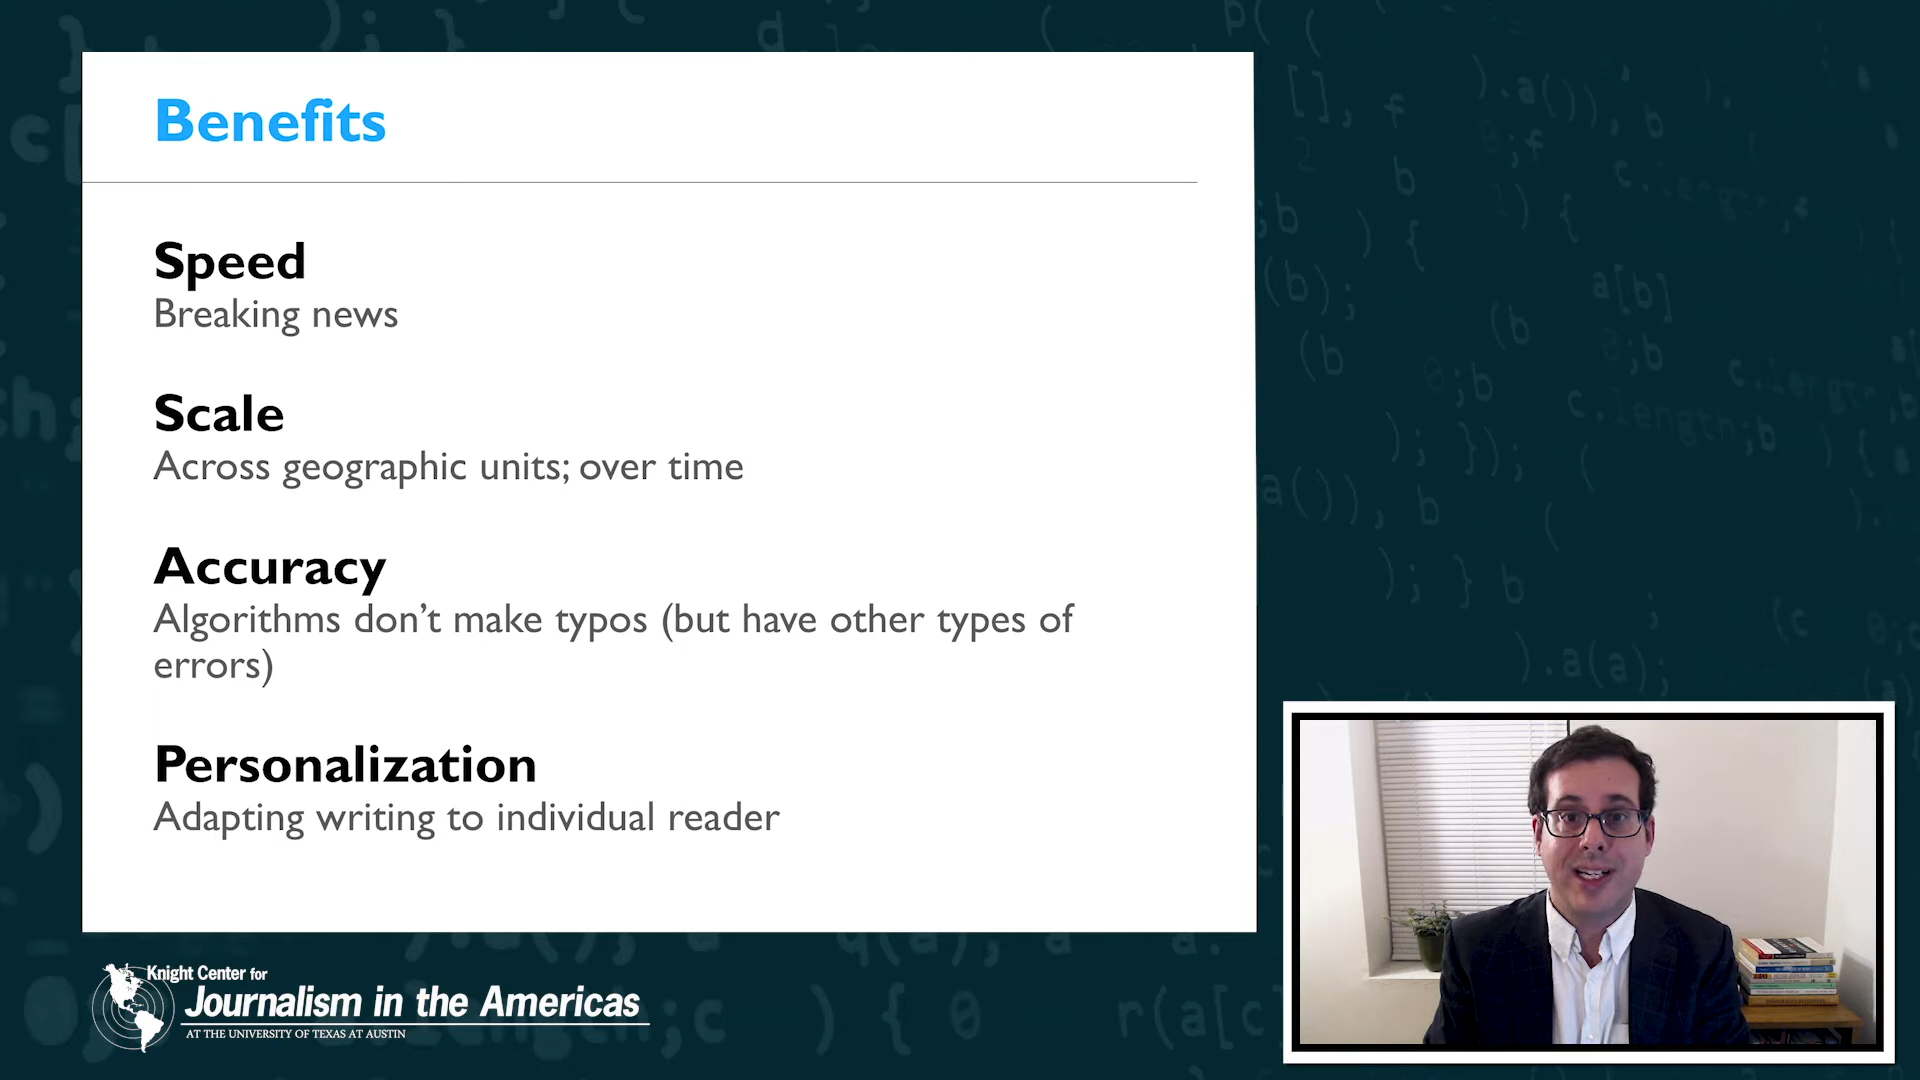 Benefits
Speed
Breaking news
Scale
Across geographic units; over time
Accuracy
Algorithms don’t make typos (but have other types of
errors)
Personalization
Adapting writing to individual reader
Knight Center for
Journalism in the Americas
AT THE UNIVERSITY OF TEXAS AT AUSTIN